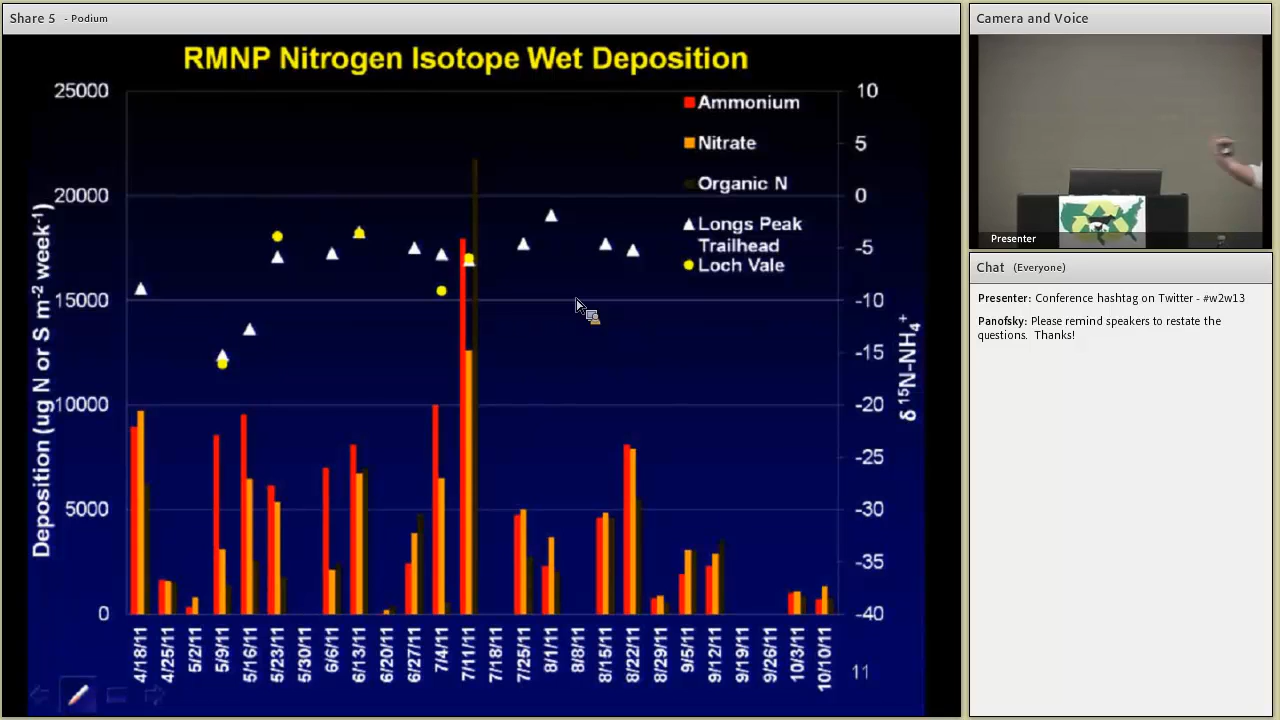 Share 5 - Podium
RMNP Nitrogen Isotope Wet Deposition
25000
20000
15000
10000
5000
0
Deposition (ug N or S m-2 week-1)
10
5
0
-5
-10
-15
-20
-25
-30
-35
-40
δ 15N-NH4+
Ammonium
Nitrate
Organic N
Longs Peak
Trailhead
Loch Vale
4/18/11
4/25/11
5/2/11
5/9/11
5/16/11
5/23/11
5/30/11
6/6/11
6/13/11
6/20/11
6/27/11
7/4/11
7/11/11
7/18/11
7/25/11
8/1/11
8/8/11
8/15/11
8/22/11
8/29/11
9/5/11
9/12/11
9/19/11
9/26/11
10/3/11
10/10/11
11
Camera and Voice
Presenter
Chat (Everyone)
Presenter: Conference hashtag on Twitter - #w2w13
Panofsky: Please remind speakers to restate the
questions. Thanks!